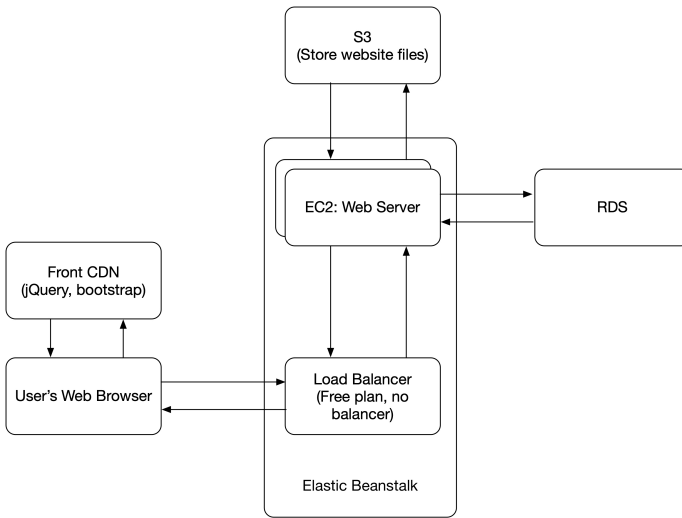 S3
(Store website files)
EC2: Web Server
RDS
Front CDN
(jQuery, bootstrap)
User’s Web Browser
Load Balancer
(Free plan, no
balancer)
Elastic Beanstalk